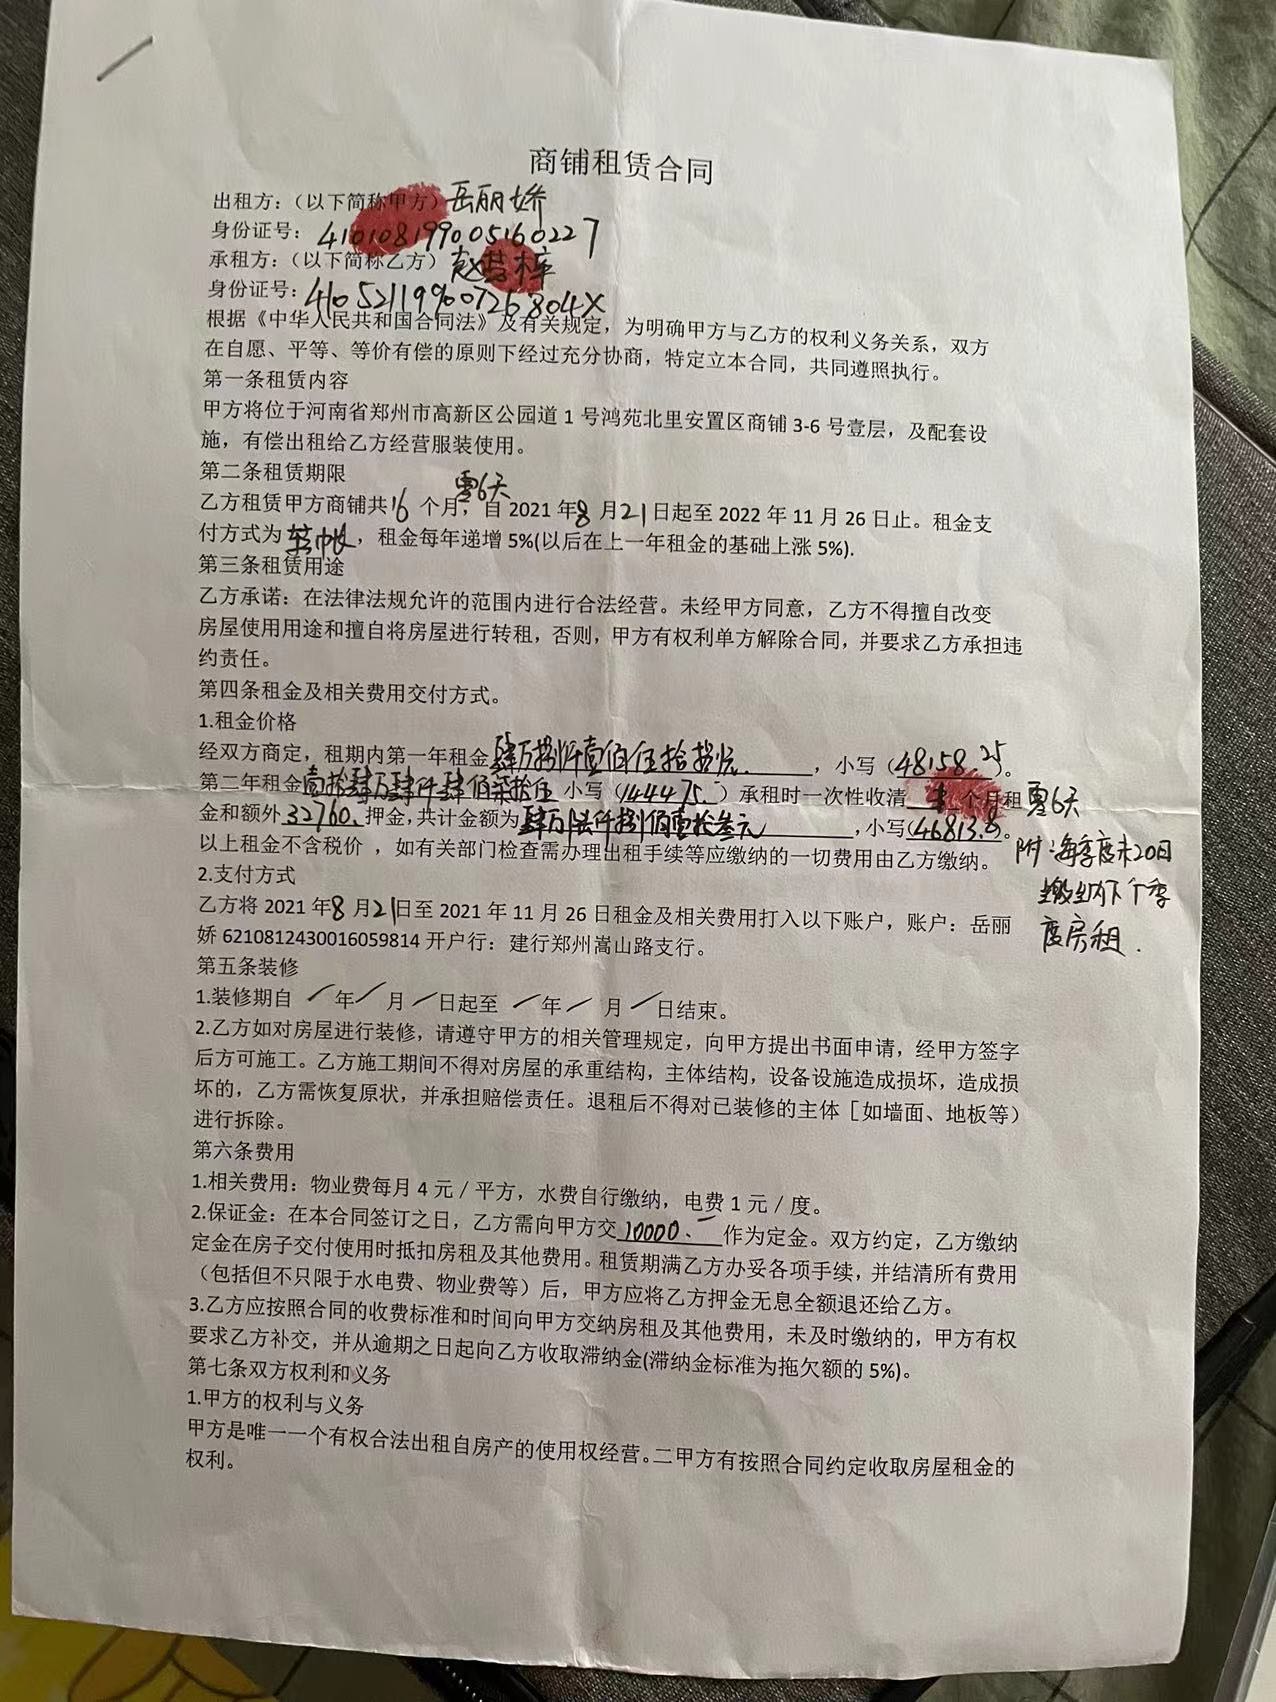 商铺租赁合同
出租方：（以下简称甲方）岳丽娇
身份证号：410108199005160227
承租方：（以下简称乙方）赵梓
身份证号：41052119900726804X
根据《中华人民共和国合同法》及有关规定，为明确甲方与乙方的权利义务关系，双方
在自愿、平等、等价有偿的原则下经过充分协商，特定立本合同，共同遵照执行。
第一条租赁内容
甲方将位于河南省郑州市高新区公园道 1 号鸿苑北里安置区商铺 3-6 号壹层，及配套设
施，有偿出租给乙方经营服装使用。
第二条租赁期限
零6天
乙方租赁甲方商铺共16 个月，自 2021 年8 月21日起至 2022 年 11 月 26 日止。租金支
付方式为 转帐，租金每年递增 5%(以后在上一年租金的基础上涨 5%).
第三条租赁用途
乙方承诺：在法律法规允许的范围内进行合法经营。未经甲方同意，乙方不得擅自改变
房屋使用用途和擅自将房屋进行转租，否则，甲方有权利单方解除合同，并要求乙方承担违
约责任。
第四条租金及相关费用交付方式。
1.租金价格
经双方商定，租期内第一年租金肆万捌仟壹佰伍拾捌元，小写（48158.25）。
第二年租金壹拾肆万肆仟肆佰柒拾伍 小写（144475.）承租时一次性收清 个月租 零6天
金和额外32760.押金，共计金额为肆万陆仟捌佰壹拾叁元，小写(46813.8)。
以上租金不含税价 ，如有关部门检查需办理出租手续等应缴纳的一切费用由乙方缴纳。
附：每季度末20日
缴纳下个季
度房租.
2.支付方式
乙方将 2021 年8 月21日至 2021 年 11 月 26 日租金及相关费用打入以下账户，账户：岳丽
娇 6210812430016059814 开户行：建行郑州嵩山路支行。
第五条装修
1.装修期自 / 年 / 月 / 日起至 / 年 / 月 / 日结束。
2.乙方如对房屋进行装修，请遵守甲方的相关管理规定，向甲方提出书面申请，经甲方签字
后方可施工。乙方施工期间不得对房屋的承重结构，主体结构，设备设施造成损坏，造成损
坏的，乙方需恢复原状，并承担赔偿责任。退租后不得对已装修的主体［如墙面、地板等）
进行拆除。
第六条费用
1.相关费用：物业费每月 4 元／平方，水费自行缴纳，电费 1 元／度。
2.保证金：在本合同签订之日，乙方需向甲方交10000、一作为定金。双方约定，乙方缴纳
定金在房子交付使用时抵扣房租及其他费用。租赁期满乙方办妥各项手续，并结清所有费用
（包括但不只限于水电费、物业费等）后，甲方应将乙方押金无息全额退还给乙方。
3.乙方应按照合同的收费标准和时间向甲方交纳房租及其他费用，未及时缴纳的，甲方有权
要求乙方补交，并从逾期之日起向乙方收取滞纳金(滞纳金标准为拖欠额的 5%)。
第七条双方权利和义务
1.甲方的权利与义务
甲方是唯一一个有权合法出租自房产的使用权经营。二甲方有按照合同约定收取房屋租金的
权利。